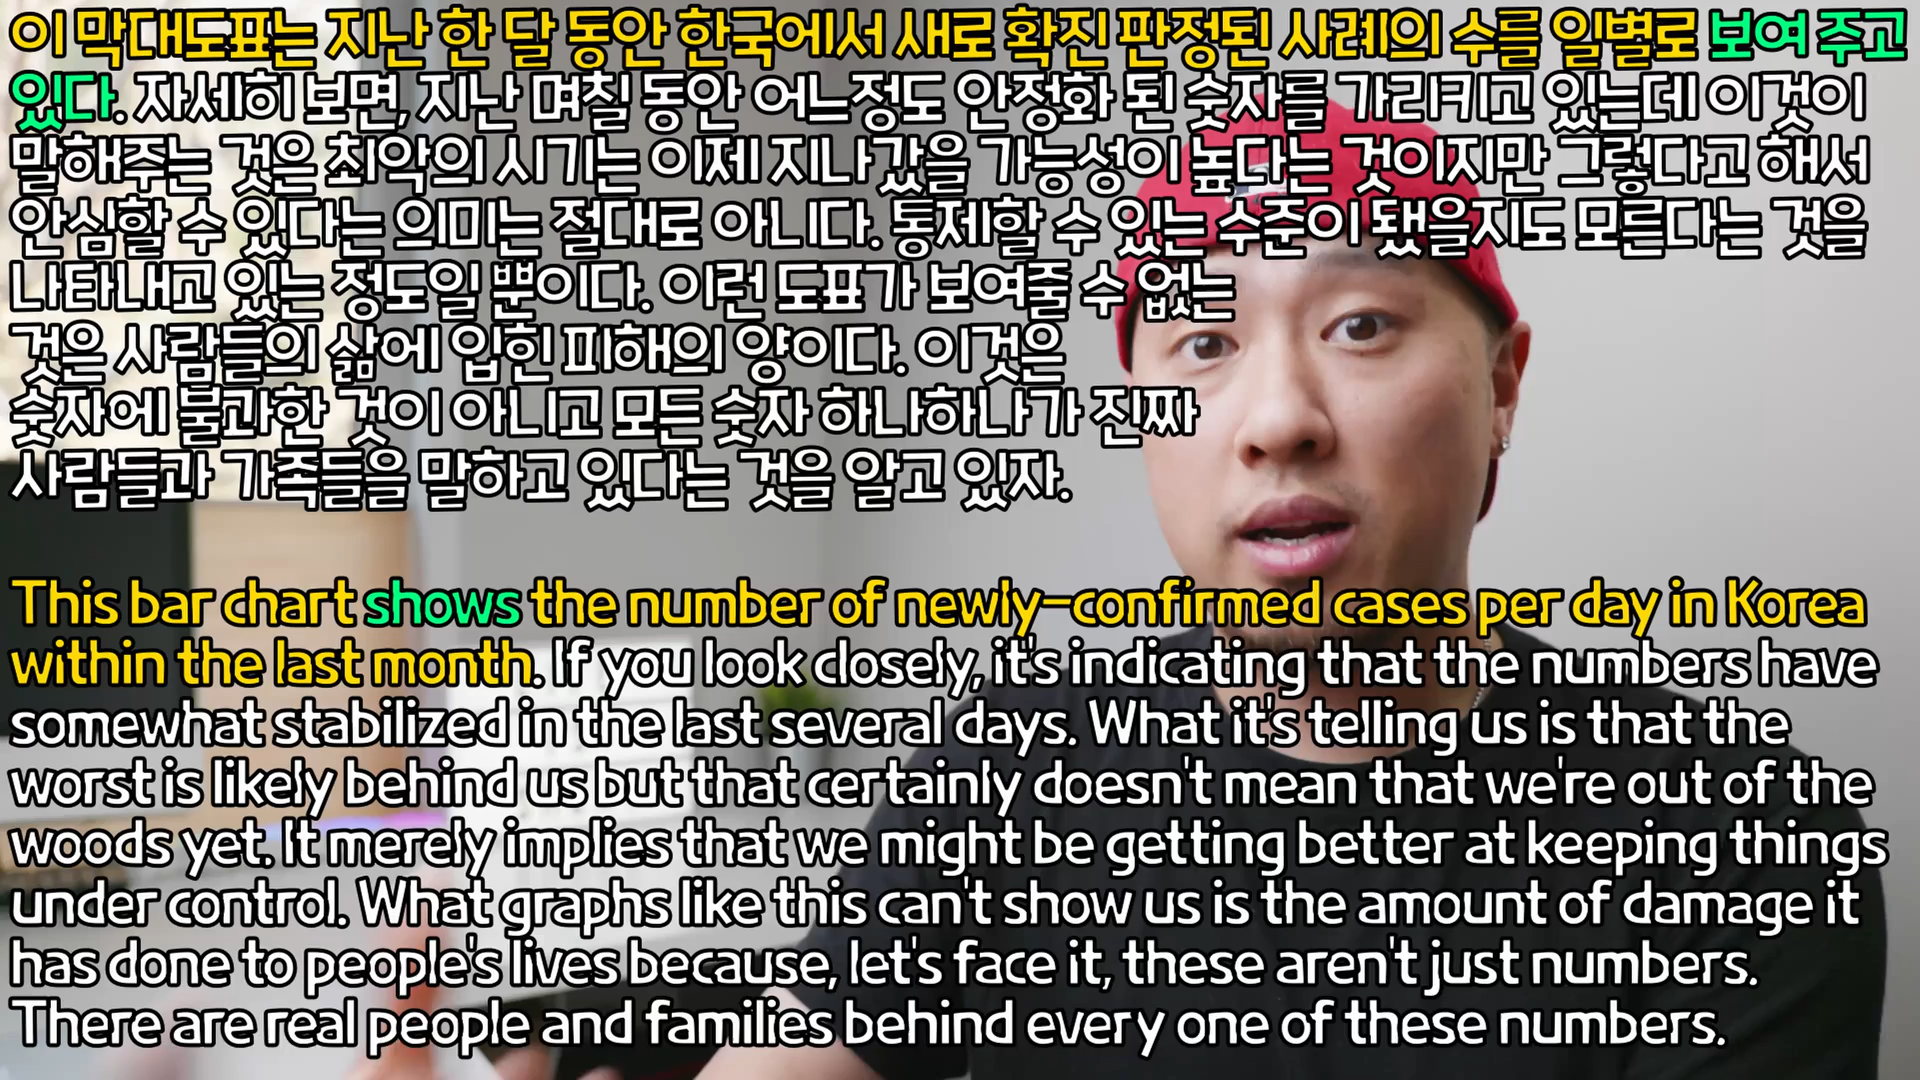 이 막대도표는 지난 한 달 동안 한국에서 새로 확진 판정된 사례의 수를 일별로 보여 주고
있다. 자세히 보면, 지난 며칠 동안 어느정도 안정화 된 숫자를 가리키고 있는데 이것이
말해주는 것은 최악의 시기는 이제 지나갔을 가능성이 높다는 것이지만 그렇다고 해서
안심할 수 있다는 의미는 절대로 아니다. 통제할 수 있는 수준이 됐을지도 모른다는 것을
나타내고 있는 정도일 뿐이다. 이런 도표가 보여줄 수 없는
것은 사람들의 삶에 입힌 피해의 양이다. 이것은
숫자에 불과한 것이 아니고 모든 숫자 하나하나가 진짜
사람들과 가족들을 말하고 있다는 것을 알고 있자.
This bar chart shows the number of newly-confirmed cases per day in Korea
within the last month. If you look closely, it's indicating that the numbers have
somewhat stabilized in the last several days. What it's telling us is that the
worst is likely behind us but that certainly doesn't mean that we're out of the
woods yet. It merely implies that we might be getting better at keeping things
under control. What graphs like this can't show us is the amount of damage it
has done to people's lives because, let's face it, these aren't just numbers.
There are real people and families behind every one of these numbers.